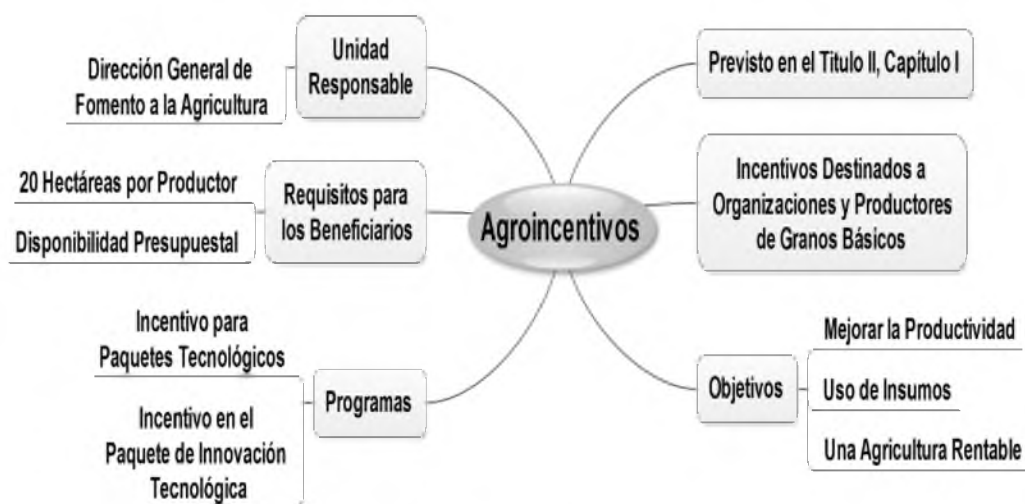 Unidad
Responsable
Dirección General de
Fomento a la Agricultura
Requisitos para
los Beneficiarios
20 Hectáreas por Productor
Disponibilidad Presupuestal
Programas
Incentivo para
Paquetes Tecnológicos
Incentivo en el
Paquete de Innovación
Tecnológica
Agroincentivos
Previsto en el Titulo II, Capítulo I
Incentivos Destinados a
Organizaciones y Productores
de Granos Básicos
Objetivos
Mejorar la Productividad
Uso de Insumos
Una Agricultura Rentable